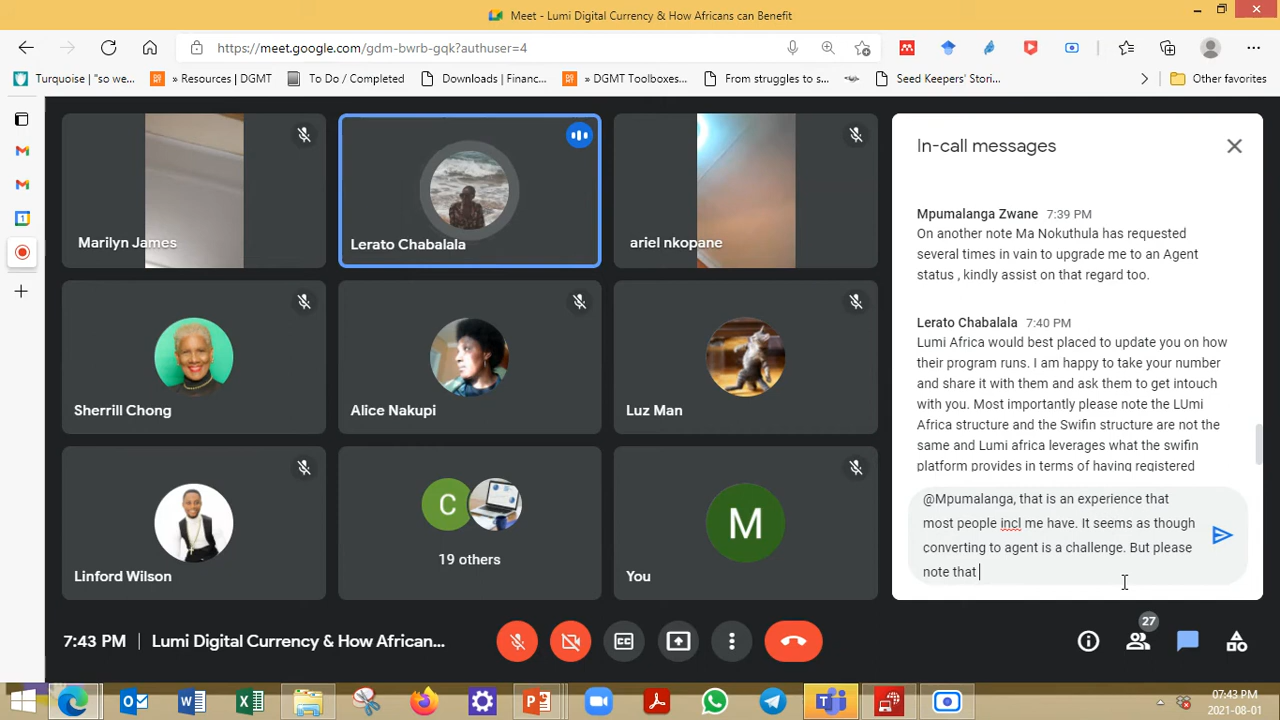 Meet - Lumi Digital Currency & How Africans can Benefit
https://meet.google.com/gdm-bwrb-gqk?authuser=4
Turquoise | "so we...
» Resources | DGMT
To Do / Completed
Downloads | Financ...
» DGMT Toolboxes...
From struggles to s...
Seed Keepers' Stori...
Other favorites
Marilyn James
Lerato Chabalala
ariel nkopane
Sherrill Chong
Alice Nakupi
Luz Man
Linford Wilson
C
19 others
M
You
In-call messages
Mpumalanga Zwane 7:39 PM
On another note Ma Nokuthula has requested
several times in vain to upgrade me to an Agent
status , kindly assist on that regard too.
Lerato Chabalala 7:40 PM
Lumi Africa would best placed to update you on how
their program runs. I am happy to take your number
and share it with them and ask them to get intouch
with you. Most importantly please note the LUmi
Africa structure and the Swifin structure are not the
same and Lumi africa leverages what the swifin
platform provides in terms of having registered
@Mpumalanga, that is an experience that
most people incl me have. It seems as though
converting to agent is a challenge. But please
note that
7:43 PM | Lumi Digital Currency & How African...
27
07:43 PM
2021-08-01